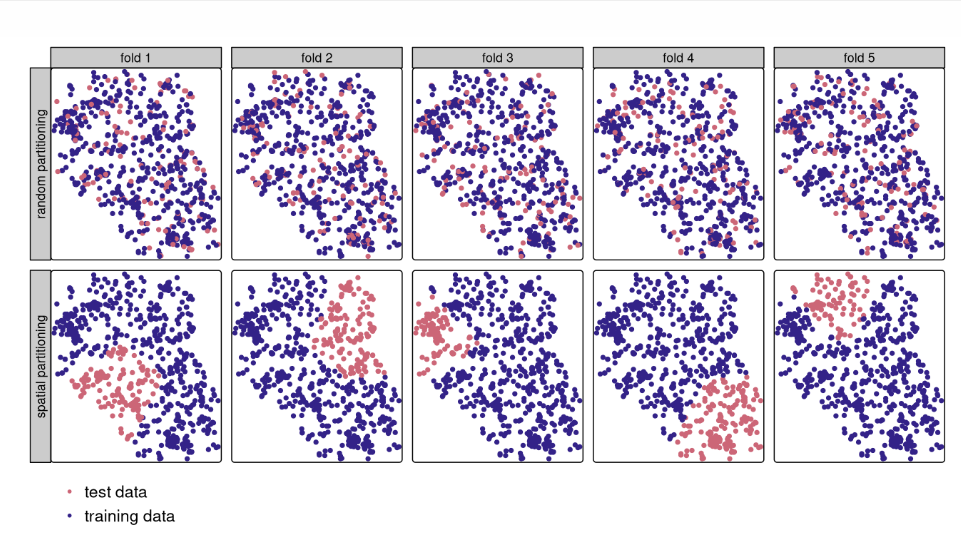 fold 1
fold 2
fold 3
fold 4
fold 5
random partitioning
spatial partitioning
test data
training data